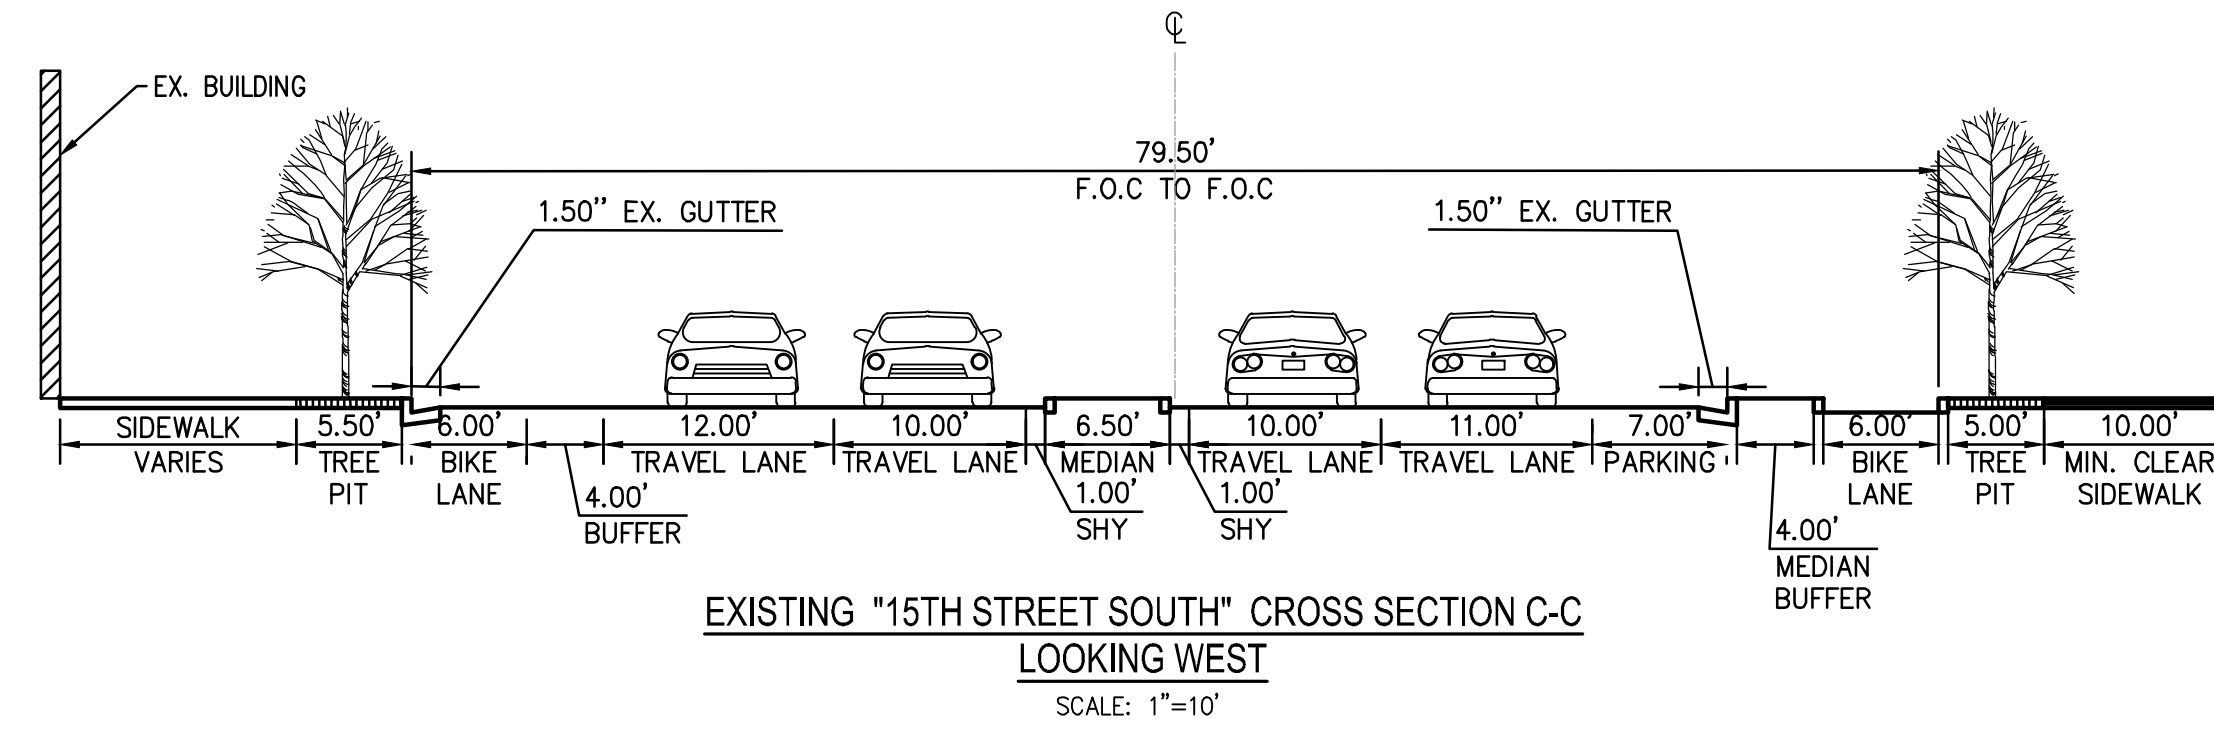 ℄
EX. BUILDING
79.50'
F.O.C TO F.O.C
1.50" EX. GUTTER
1.50" EX. GUTTER
SIDEWALK
VARIES
5.50'
TREE
PIT
6.00'
BIKE
LANE
4.00'
BUFFER
12.00'
TRAVEL LANE
10.00'
TRAVEL LANE
1.00'
SHY
6.50'
MEDIAN
1.00'
SHY
10.00'
TRAVEL LANE
11.00'
TRAVEL LANE
7.00'
PARKING
4.00'
MEDIAN
BUFFER
6.00'
BIKE
LANE
5.00'
TREE
PIT
10.00'
MIN. CLEAR
SIDEWALK
EXISTING "15TH STREET SOUTH" CROSS SECTION C-C
LOOKING WEST
SCALE: 1"=10'